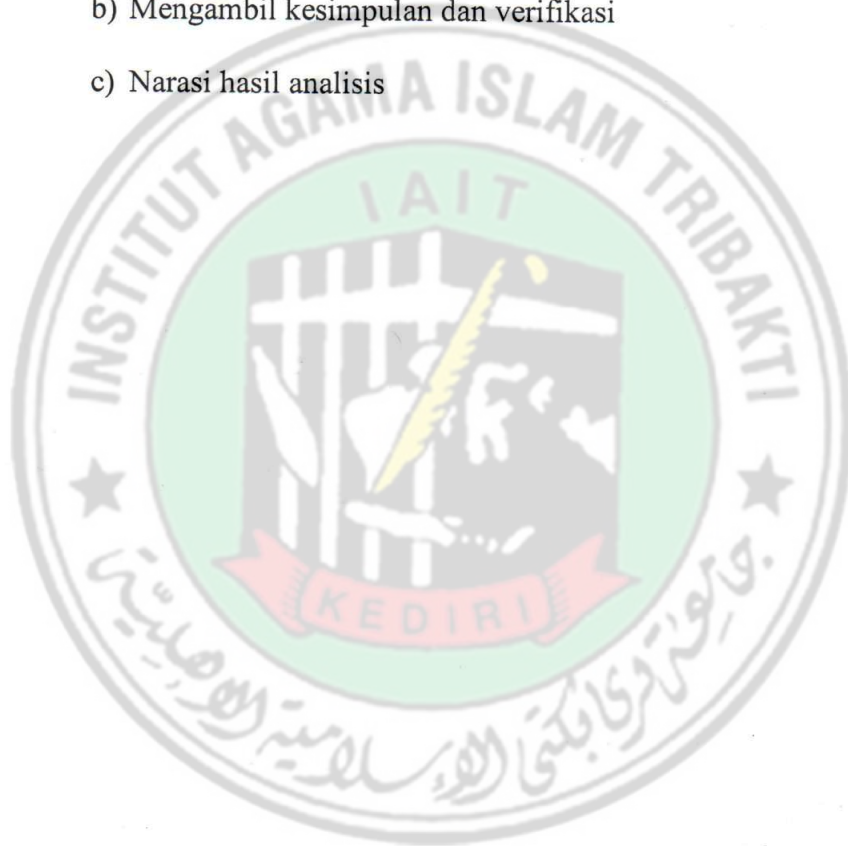 b) Mengambil kesimpulan dan verifikasi
c) Narasi hasil analisis
INSTITUT AGAMA ISLAM TRIBAKTI
IAIT
KEDIRI